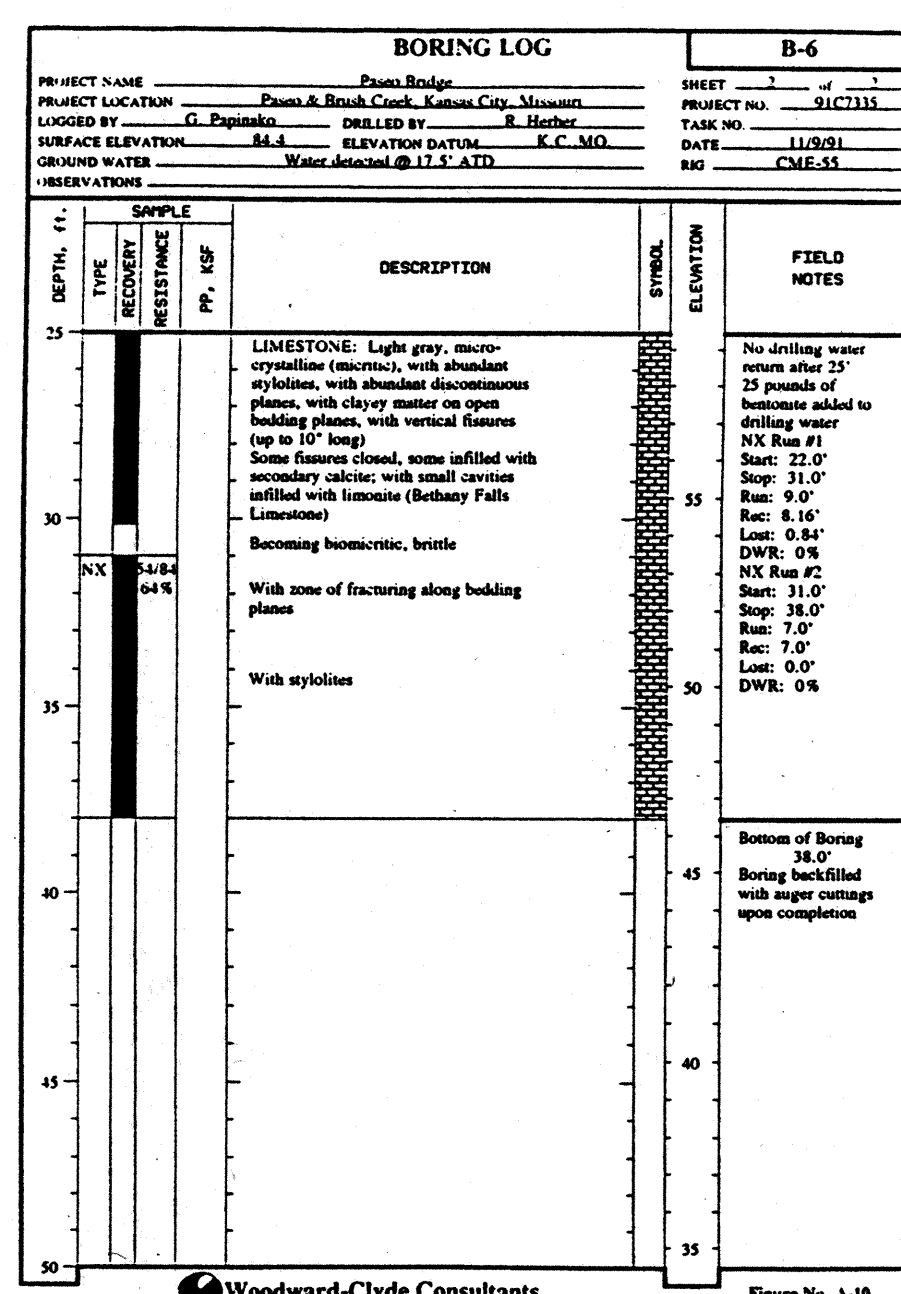 BORING LOG
B-6
PROJECT NAME Paseo Bridge
SHEET 2 of 2
PROJECT LOCATION Paseo & Brush Creek, Kansas City, Missouri
PROJECT NO. 91C7335
LOGGED BY G. Papinako DRILLED BY R. Herher
TASK NO.
SURFACE ELEVATION 84.4 ELEVATION DATUM K.C. MO.
DATE 11/9/91
GROUND WATER Water detected @ 17.5' ATD
RIG CME-55
OBSERVATIONS
DEPTH, ft.
SAMPLE
TYPE
RECOVERY
RESISTANCE
PP, KSF
DESCRIPTION
SYMBOL
ELEVATION
FIELD
NOTES
25
30
35
40
45
50
NX
54/84
64%
LIMESTONE: Light gray, micro-
crystalline (micritic), with abundant
stylolites, with abundant discontinuous
planes, with clayey matter on open
bedding planes, with vertical fissures
(up to 10" long)
Some fissures closed, some infilled with
secondary calcite; with small cavities
infilled with limonite (Bethany Falls
Limestone)
Becoming biomicritic, brittle
With zone of fracturing along bedding
planes
With stylolites
55
50
45
40
35
No drilling water
return after 25'
25 pounds of
bentonite added to
drilling water
NX Run #1
Start: 22.0'
Stop: 31.0'
Run: 9.0'
Rec: 8.16'
Lost: 0.84'
DWR: 0%
NX Run #2
Start: 31.0'
Stop: 38.0'
Run: 7.0'
Rec: 7.0'
Lost: 0.0'
DWR: 0%
Bottom of Boring
38.0'
Boring backfilled
with auger cuttings
upon completion
Woodward-Clyde Consultants
Figure No. A-10